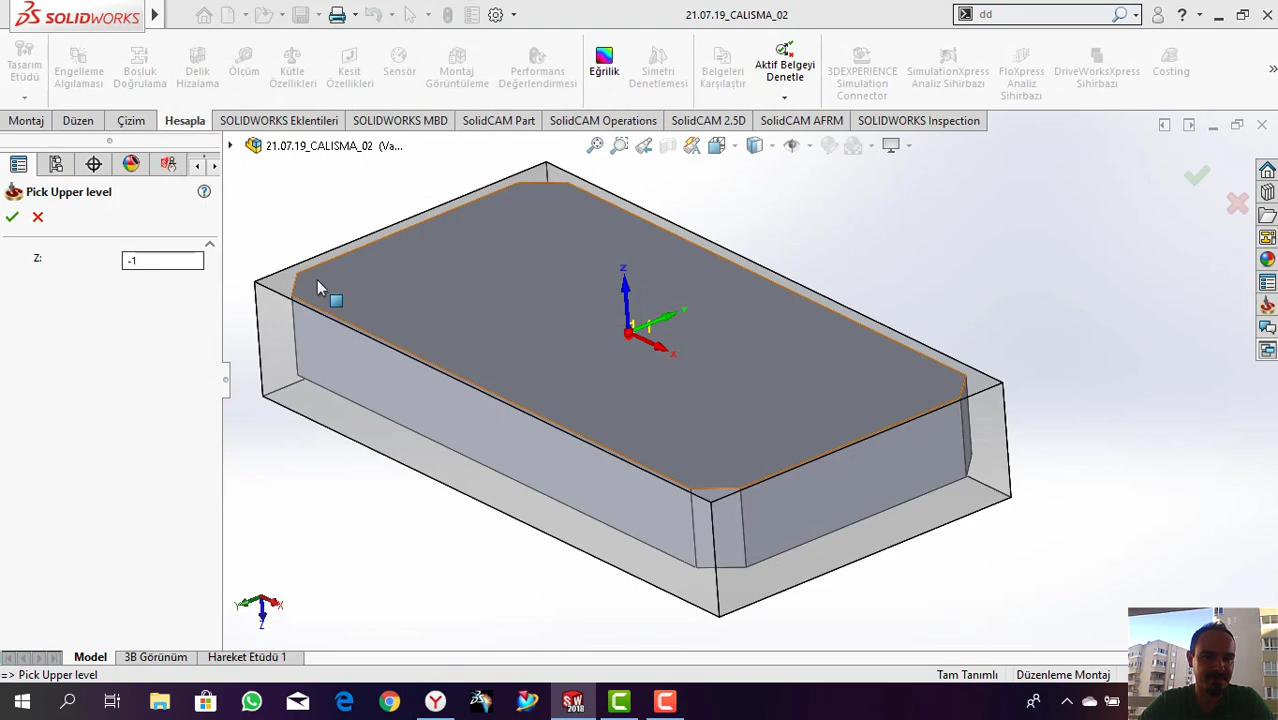 SOLIDWORKS
21.07.19_CALISMA_02
dd
Tasarım Etüdü
Engelleme Algılaması
Boşluk Doğrulama
Delik Hizalama
Ölçüm
Kütle Özellikleri
Kesit Özellikleri
Sensör
Montaj Görüntüleme
Performans Değerlendirmesi
Eğrilik
Simetri Denetlemesi
Belgeleri Karşılaştır
Aktif Belgeyi Denetle
3DEXPERIENCE Simulation Connector
SimulationXpress Analiz Sihirbazı
FloXpress Analiz Sihirbazı
DriveWorksXpress Sihirbazı
Costing
Montaj
Düzen
Çizim
Hesapla
SOLIDWORKS Eklentileri
SOLIDWORKS MBD
SolidCAM Part
SolidCAM Operations
SolidCAM 2.5D
SolidCAM AFRM
SOLIDWORKS Inspection
21.07.19_CALISMA_02 (Va...
Pick Upper level
Z:
-1
Z
Y
X
Y
X
Z
Model
3B Görünüm
Hareket Etüdü 1
=> Pick Upper level
Tam Tanımlı
Düzenleme Montaj
SW
2018